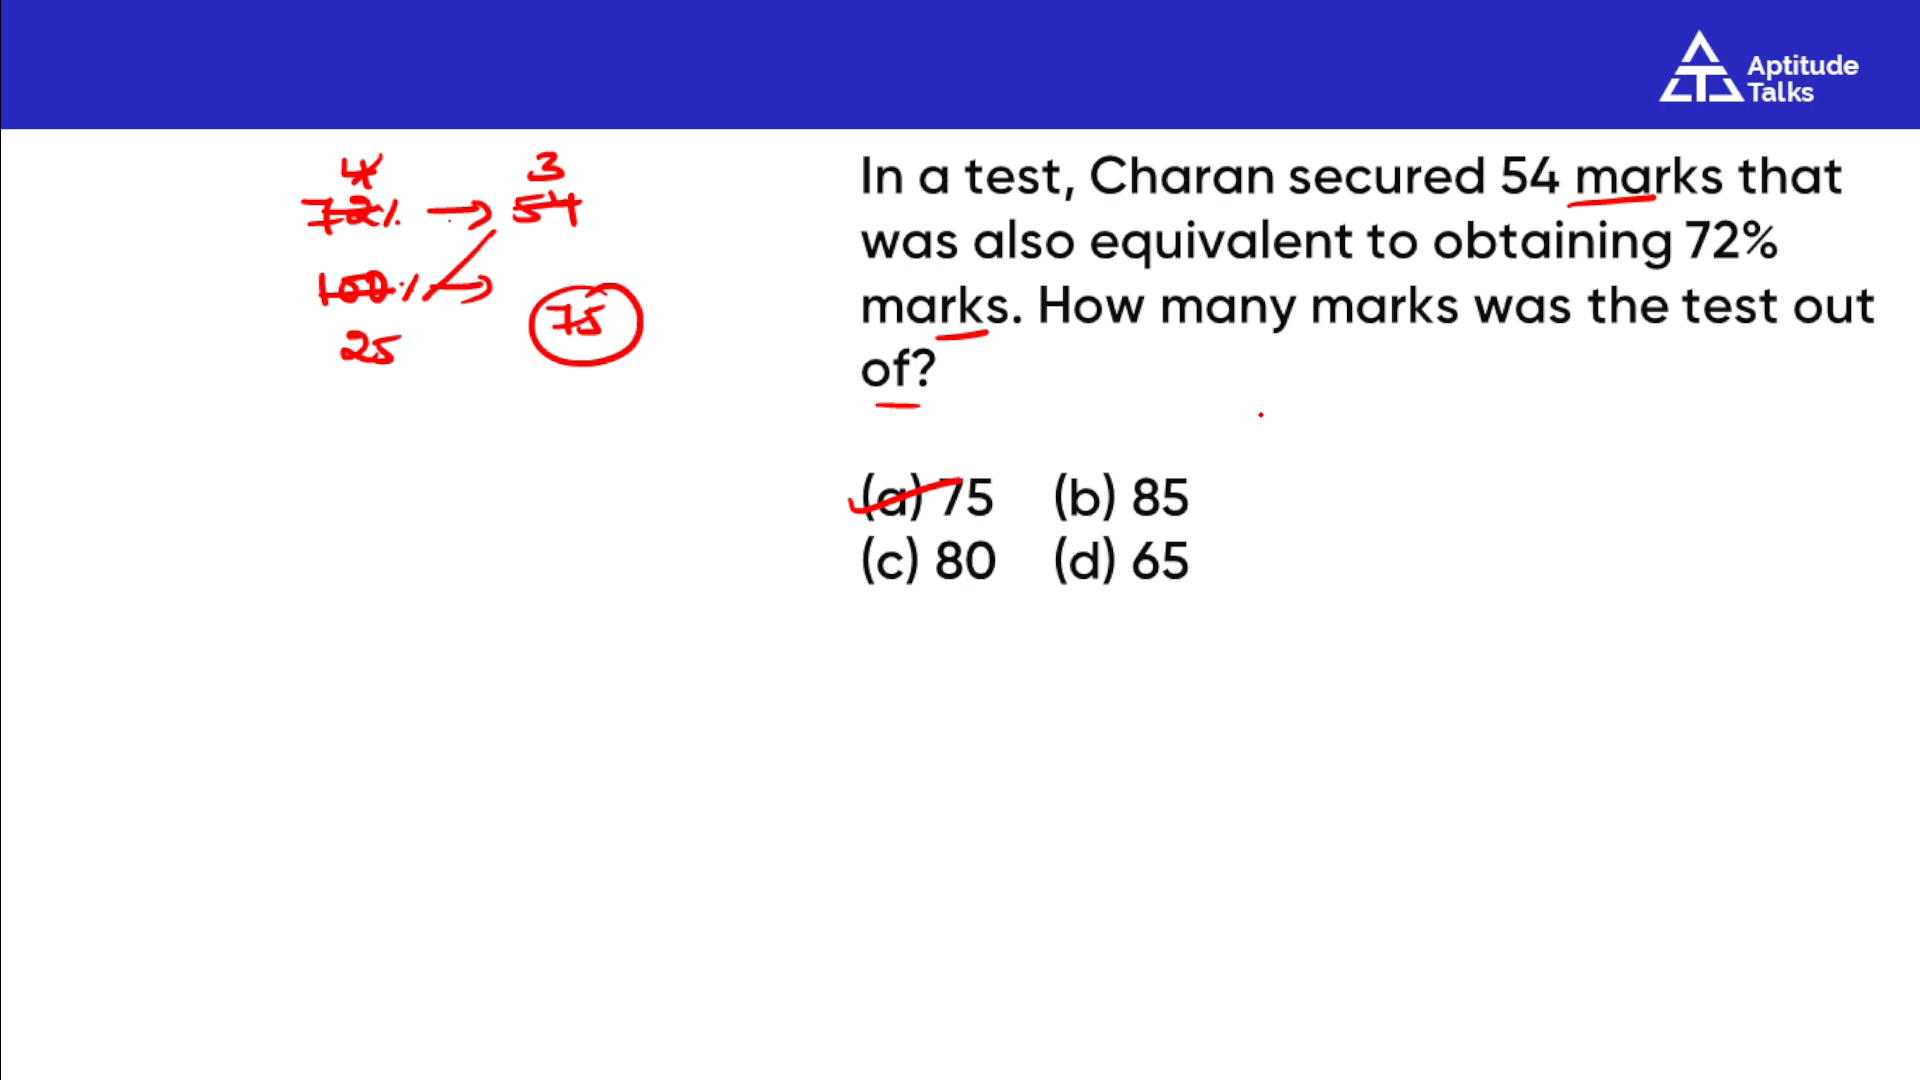 Aptitude
Talks
4 3
72% → 54
100% →
25
75
In a test, Charan secured 54 marks that
was also equivalent to obtaining 72%
marks. How many marks was the test out
of?
(a) 75 (b) 85
(c) 80 (d) 65